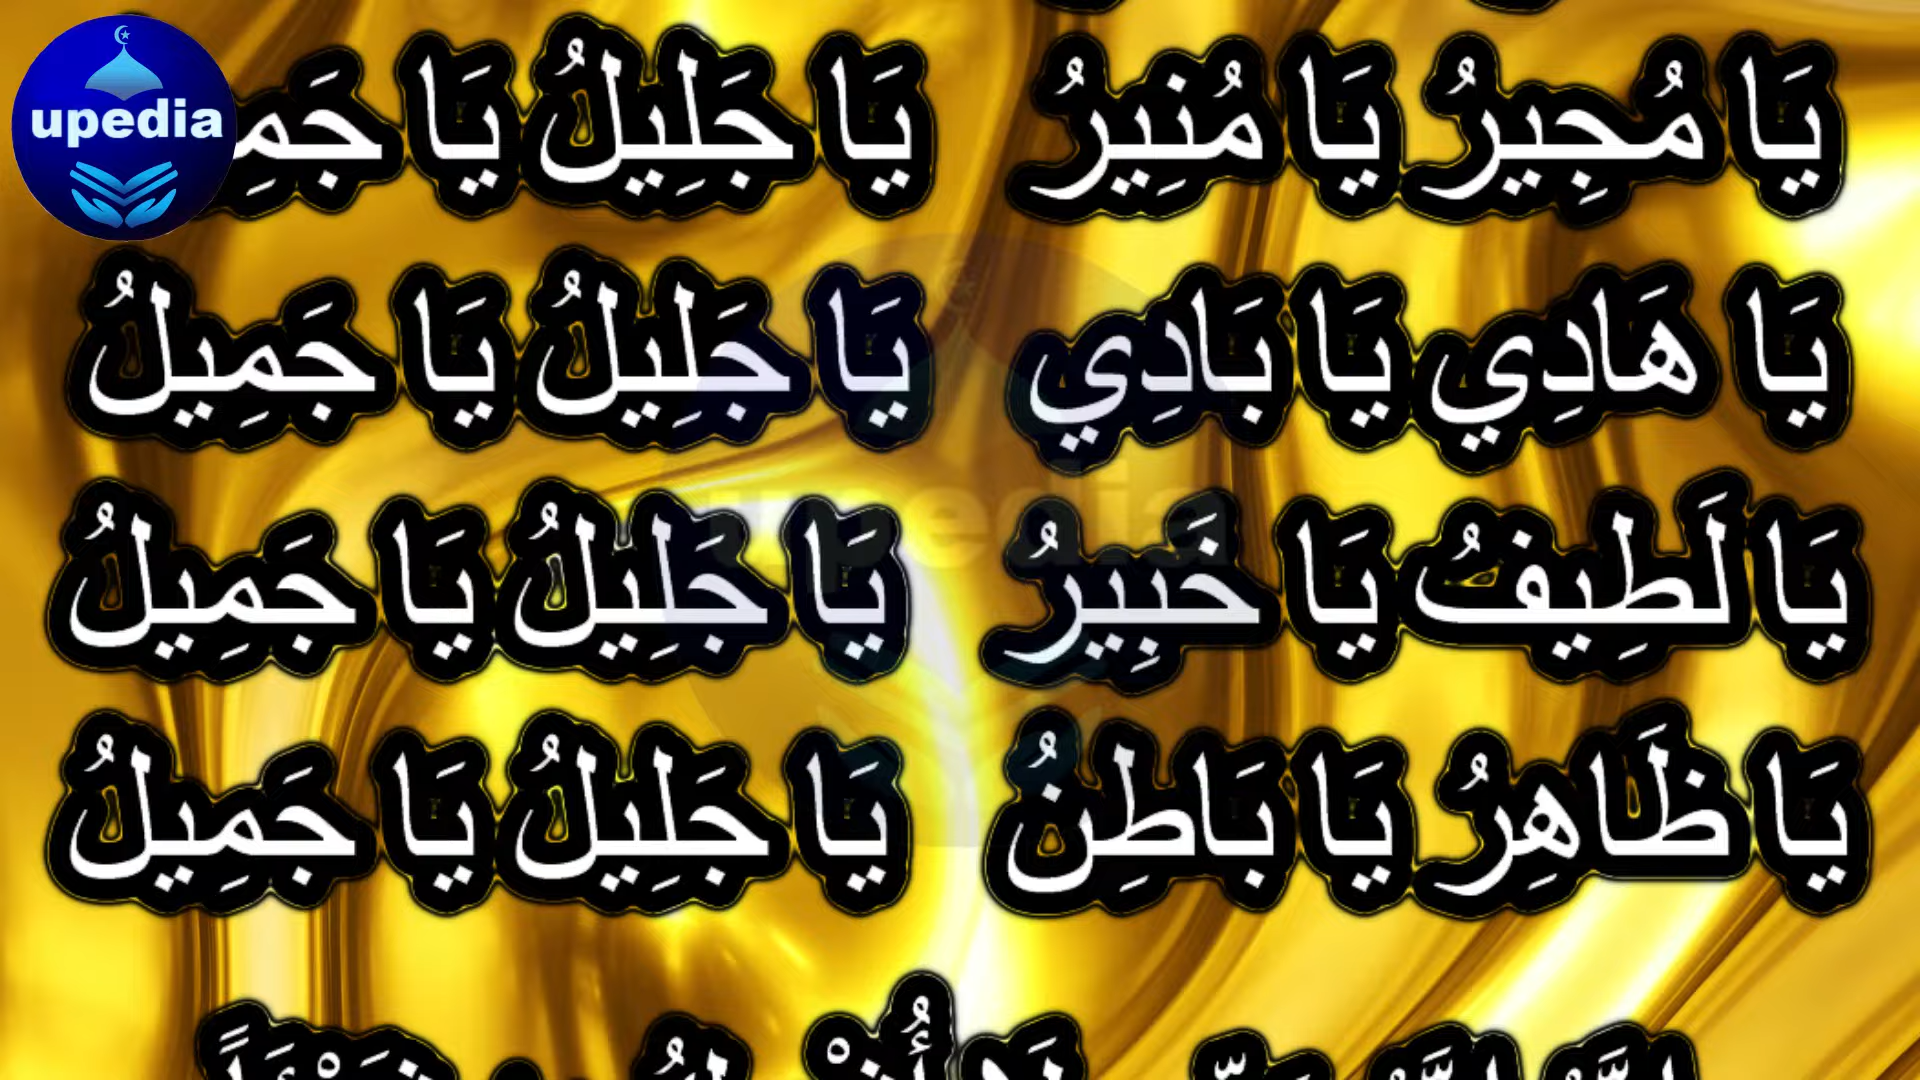 upedia
يَا مُجِيرُ يَا مُنِيرُ يَا جَلِيلُ يَا
يَا هَادِي يَا بَادِي يَا جَلِيلُ يَا جَمِيلُ
يَا لَطِيفُ يَا خَبِيرُ يَا جَلِيلُ يَا جَمِيلُ
يَا ظَاهِرُ يَا بَاطِنُ يَا جَلِيلُ يَا جَمِيلُ